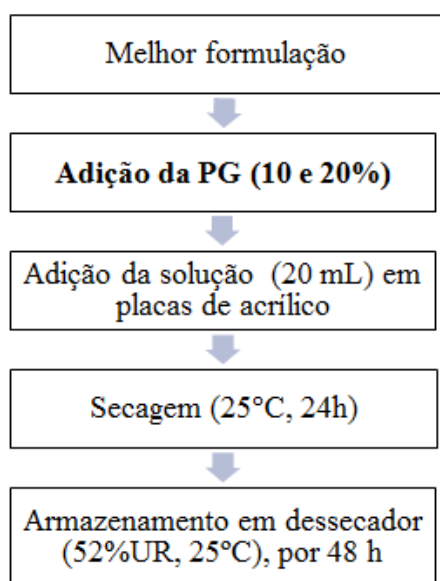 Melhor formulação
Adição da PG (10 e 20%)
Adição da solução (20 mL) em
placas de acrílico
Secagem (25°C, 24h)
Armazenamento em dessecador
(52%UR, 25ºC), por 48 h